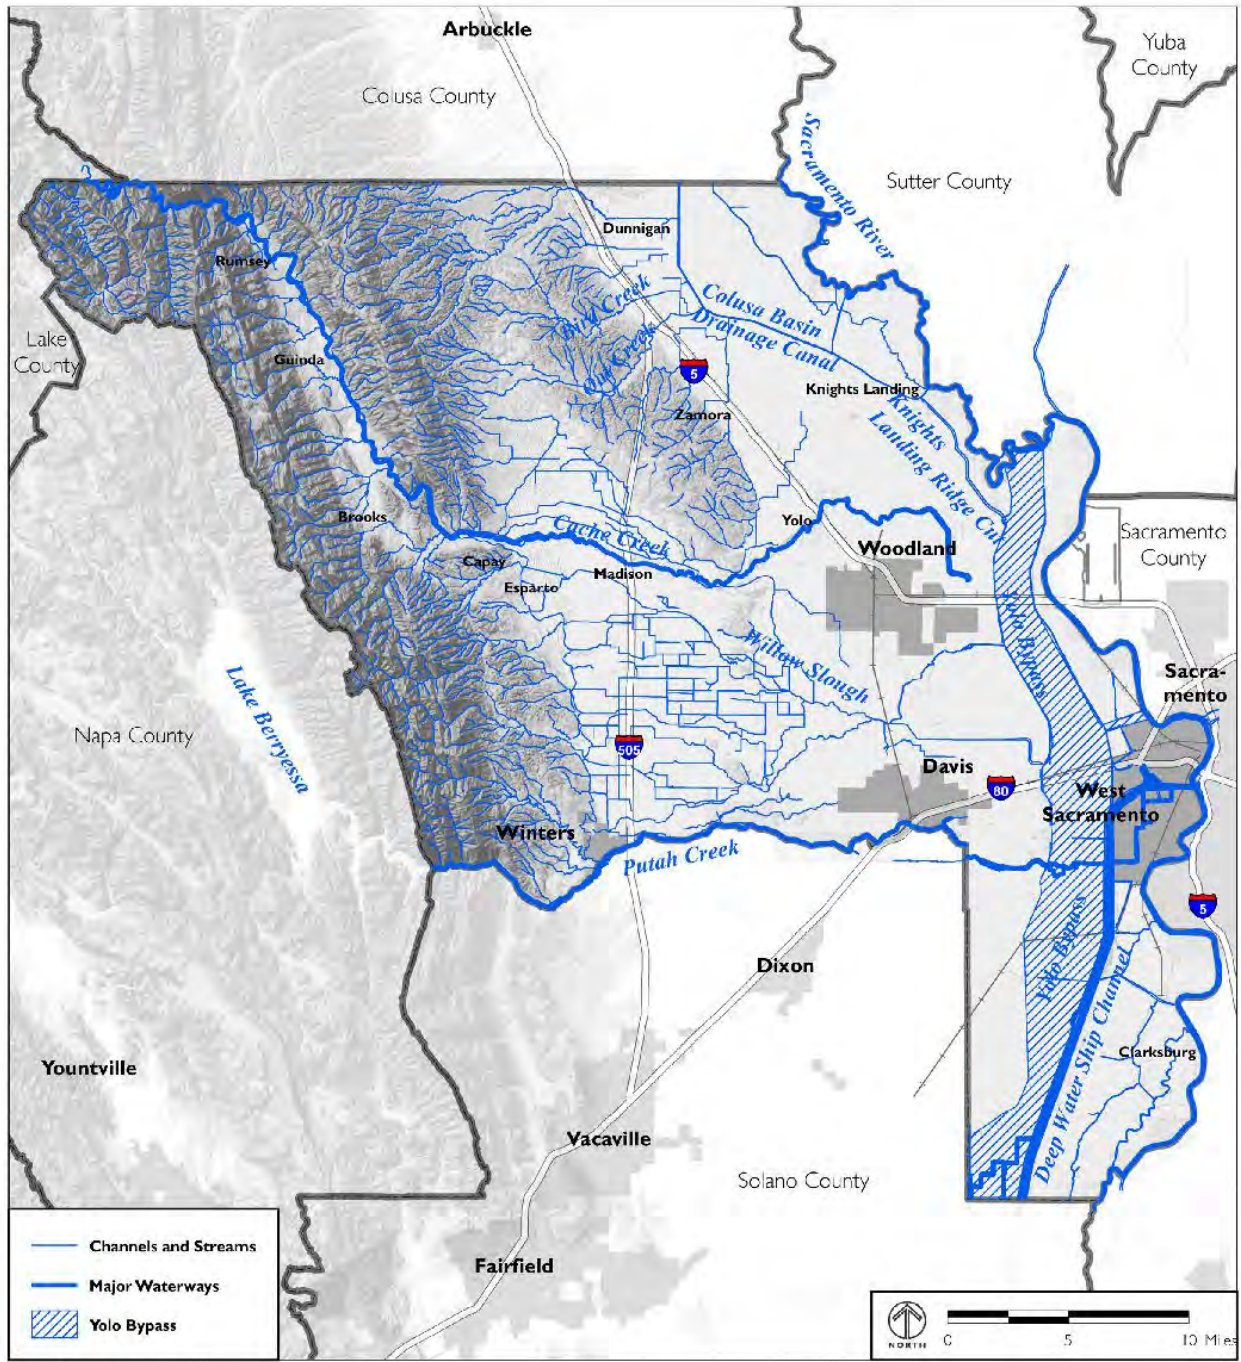 Arbuckle
Yuba
County
Colusa County
Sacramento River
Sutter County
Dunnigan
Rumsey
Bird Creek
Colusa Basin
Drainage Canal
Oat Creek
Lake
County
Guinda
5
Knights Landing
Zamora
Knights
Landing Ridge Cut
Brooks
Cache Creek
Yolo
Woodland
Sacramento
County
Capay
Madison
Esparto
Yolo Bypass
Willow Slough
Sacra-
mento
Lake Berryessa
Napa County
505
Davis
80
West
Sacramento
Winters
Putah Creek
5
Yolo Bypass
Dixon
Deep Water Ship Channel
Clarksburg
Yountville
Vacaville
Solano County
Fairfield
Channels and Streams
Major Waterways
Yolo Bypass
NORTH
0 5 10 Miles